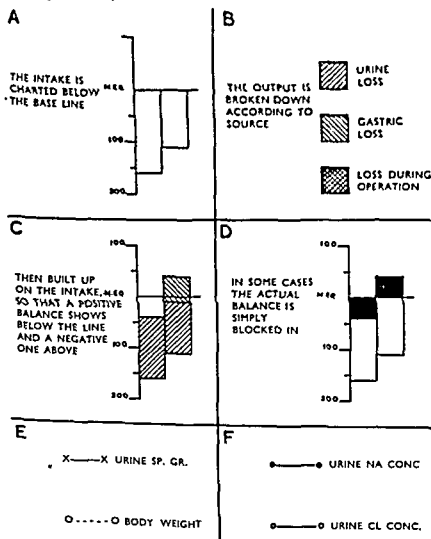 A
THE INTAKE IS
CHARTED BELOW
THE BASE LINE
M.EQ.
100
200
B
THE OUTPUT IS
BROKEN DOWN
ACCORDING TO
SOURCE
URINE
LOSS
GASTRIC
LOSS
LOSS DURING
OPERATION
C
THEN BUILT UP
ON THE INTAKE,
SO THAT A POSITIVE
BALANCE SHOWS
BELOW THE LINE
AND A NEGATIVE
ONE ABOVE
100
M.EQ.
100
200
D
IN SOME CASES
THE ACTUAL
BALANCE IS
SIMPLY
BLOCKED IN
100
M.EQ.
100
200
E
X——X URINE SP. GR.
O-----O BODY WEIGHT
F
URINE NA CONC
URINE CL CONC.